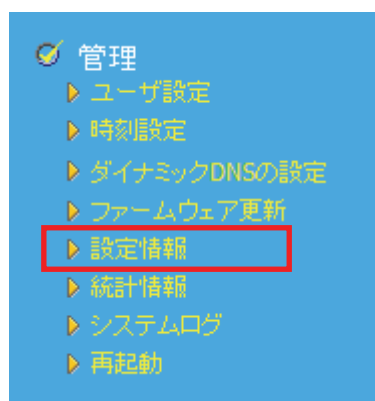 管理
ユーザ設定
時刻設定
ダイナミックDNSの設定
ファームウェア更新
設定情報
統計情報
システムログ
再起動